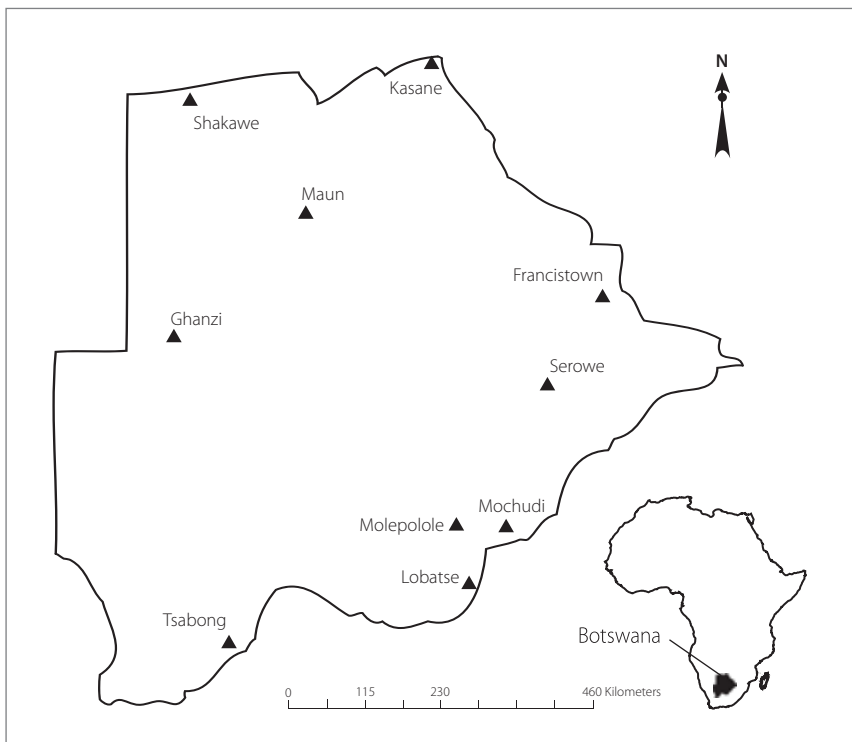 N
Kasane
Shakawe
Maun
Francistown
Ghanzi
Serowe
Mochudi
Molepolole
Lobatse
Tsabong
Botswana
0 115 230 460 Kilometers